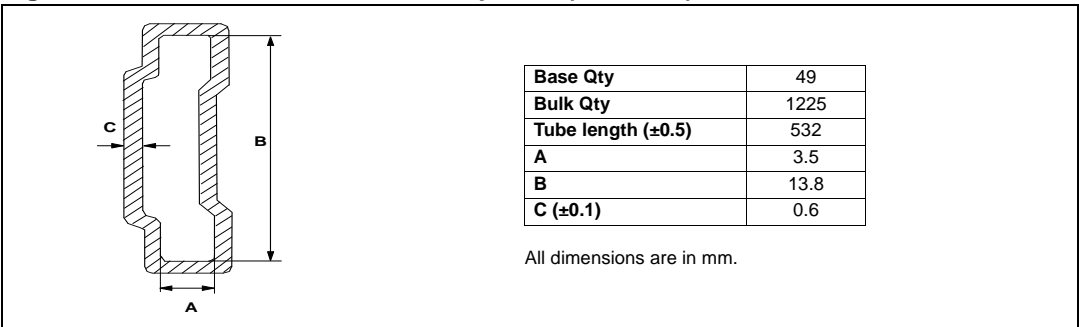 C
B
A
Base Qty 49
Bulk Qty 1225
Tube length (±0.5) 532
A 3.5
B 13.8
C (±0.1) 0.6
All dimensions are in mm.